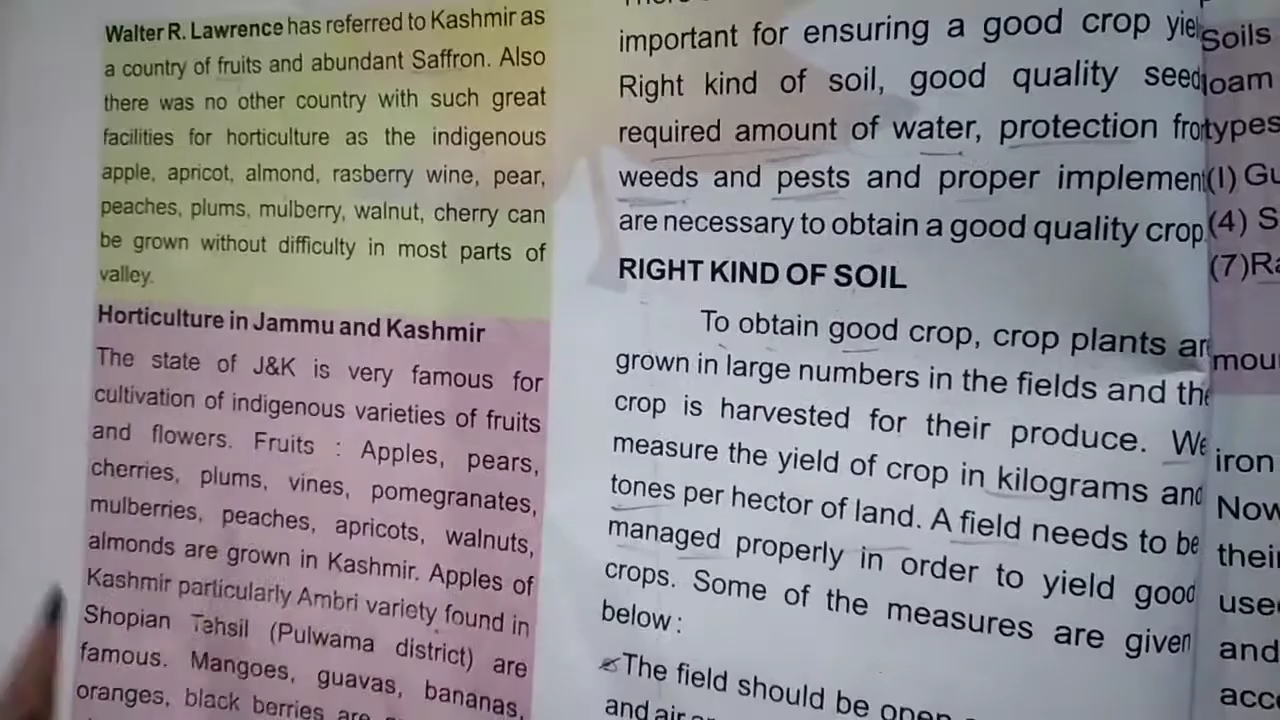 Walter R. Lawrence has referred to Kashmir as
a country of fruits and abundant Saffron. Also
there was no other country with such great
facilities for horticulture as the indigenous
apple, apricot, almond, rasberry wine, pear,
peaches, plums, mulberry, walnut, cherry can
be grown without difficulty in most parts of
valley.
Horticulture in Jammu and Kashmir
The state of J&K is very famous for
cultivation of indigenous varieties of fruits
and flowers. Fruits : Apples, pears,
cherries, plums, vines, pomegranates,
mulberries, peaches, apricots, walnuts,
almonds are grown in Kashmir. Apples of
Kashmir particularly Ambri variety found in
Shopian Tehsil (Pulwama district) are
famous. Mangoes, guavas, bananas,
oranges, black berries are
important for ensuring a good crop
Right kind of soil, good quality seed
required amount of water, protection
weeds and pests and proper
are necessary to obtain a good quality crop
RIGHT KIND OF SOIL
To obtain good crop, crop plants
grown in large numbers in the fields and
crop is harvested for their produce. We
measure the yield of crop in kilograms and
tones per hector of land. A field needs to be
managed properly in order to yield good
crops. Some of the measures are given
below :
The field should be open
and air
Soils
loam
types
(I)
(4)
(7)
iron
Now
their
and